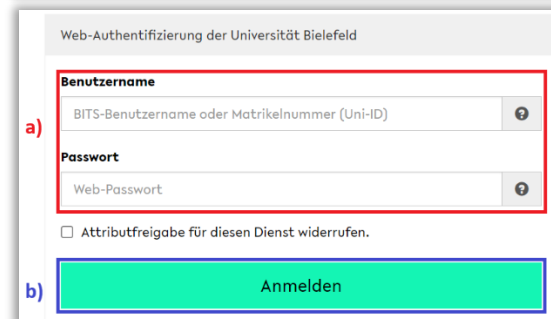 Web-Authentifizierung der Universität Bielefeld
Benutzername
a)
BITS-Benutzername oder Matrikelnummer (Uni-ID)
?
Passwort
Web-Passwort
?
Attributfreigabe für diesen Dienst widerrufen.
b)
Anmelden